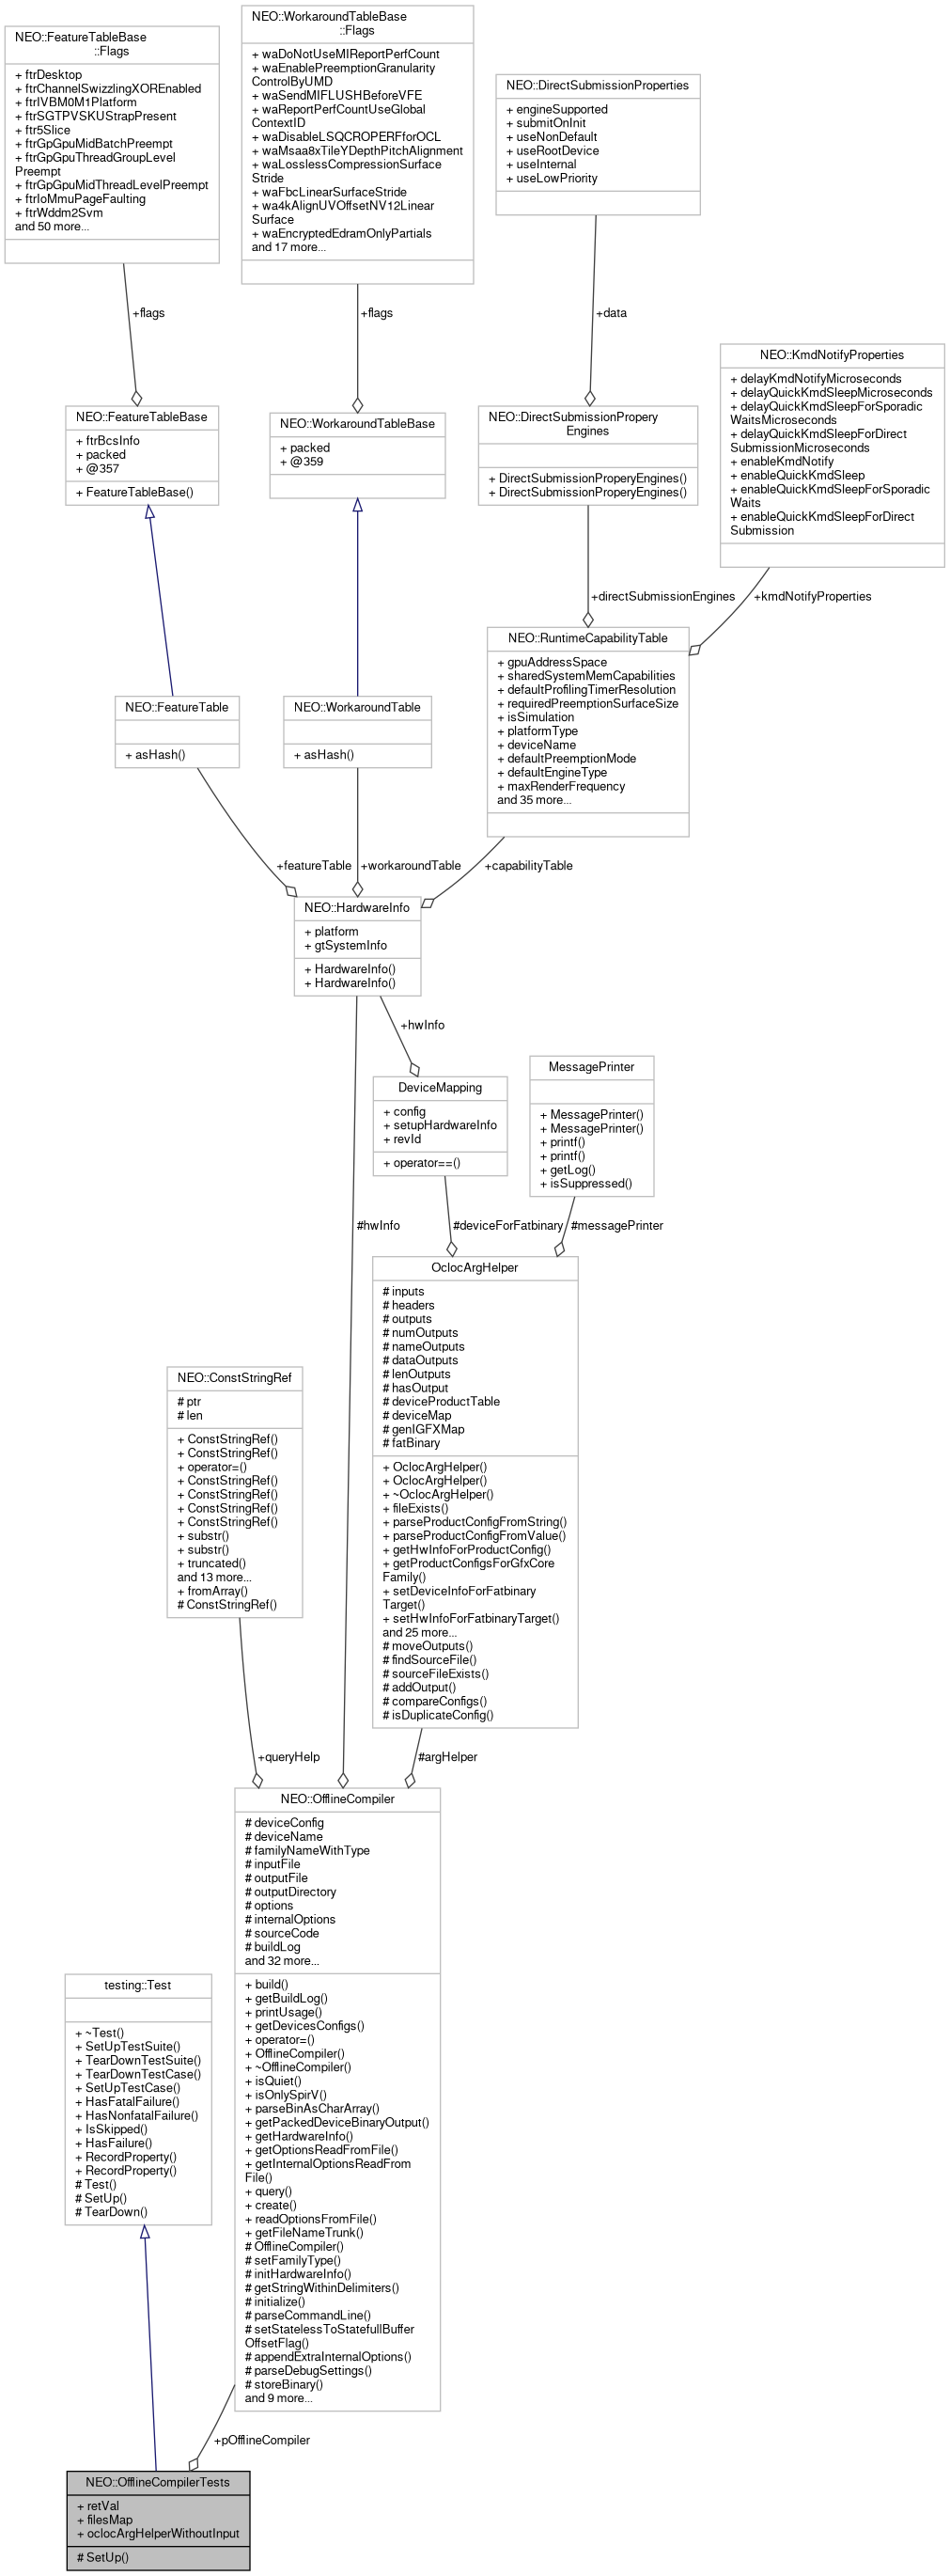 NEO::FeatureTableBase
::Flags
+ ftrDesktop
+ ftrChannelSwizzlingXOREnabled
+ ftrIVBM0M1Platform
+ ftrSGTPVSKUStrapPresent
+ ftr5Slice
+ ftrGpGpuMidBatchPreempt
+ ftrGpGpuThreadGroupLevel
Preempt
+ ftrGpGpuMidThreadLevelPreempt
+ ftrIoMmuPageFaulting
+ ftrWddm2Svm
and 50 more...
NEO::WorkaroundTableBase
::Flags
+ waDoNotUseMIReportPerfCount
+ waEnablePreemptionGranularity
ControlByUMD
+ waSendMIFLUSHBeforeVFE
+ waReportPerfCountUseGlobal
ContextID
+ waDisableLSQCROPERFforOCL
+ waMsaa8xTileYDepthPitchAlignment
+ waLosslessCompressionSurface
Stride
+ waFbcLinearSurfaceStride
+ wa4kAlignUVOffsetNV12Linear
Surface
+ waEncryptedEdramOnlyPartials
and 17 more...
NEO::DirectSubmissionProperties
+ engineSupported
+ submitOnInit
+ useNonDefault
+ useRootDevice
+ useInternal
+ useLowPriority
+flags
+flags
+data
NEO::KmdNotifyProperties
+ delayKmdNotifyMicroseconds
+ delayQuickKmdSleepMicroseconds
+ delayQuickKmdSleepForSporadic
WaitsMicroseconds
+ delayQuickKmdSleepForDirect
SubmissionMicroseconds
+ enableKmdNotify
+ enableQuickKmdSleep
+ enableQuickKmdSleepForSporadic
Waits
+ enableQuickKmdSleepForDirect
Submission
NEO::FeatureTableBase
+ ftrBcsInfo
+ packed
+ @357
+ FeatureTableBase()
NEO::WorkaroundTableBase
+ packed
+ @359
NEO::DirectSubmissionPropery
Engines
+ DirectSubmissionProperyEngines()
+ DirectSubmissionProperyEngines()
+directSubmissionEngines
+kmdNotifyProperties
NEO::RuntimeCapabilityTable
+ gpuAddressSpace
+ sharedSystemMemCapabilities
+ defaultProfilingTimerResolution
+ requiredPreemptionSurfaceSize
+ isSimulation
+ platformType
+ deviceName
+ defaultPreemptionMode
+ defaultEngineType
+ maxRenderFrequency
and 35 more...
NEO::FeatureTable
+ asHash()
NEO::WorkaroundTable
+ asHash()
+featureTable
+workaroundTable
+capabilityTable
NEO::HardwareInfo
+ platform
+ gtSystemInfo
+ HardwareInfo()
+ HardwareInfo()
+hwInfo
DeviceMapping
+ config
+ setupHardwareInfo
+ revId
+ operator==()
MessagePrinter
+ MessagePrinter()
+ MessagePrinter()
+ printf()
+ printf()
+ getLog()
+ isSuppressed()
#hwInfo
#deviceForFatbinary
#messagePrinter
OclocArgHelper
# inputs
# headers
# outputs
# numOutputs
# nameOutputs
# dataOutputs
# lenOutputs
# hasOutput
# deviceProductTable
# deviceMap
# genIGFXMap
# fatBinary
+ OclocArgHelper()
+ OclocArgHelper()
+ ~OclocArgHelper()
+ fileExists()
+ parseProductConfigFromString()
+ parseProductConfigFromValue()
+ getHwInfoForProductConfig()
+ getProductConfigsForGfxCore
Family()
+ setDeviceInfoForFatbinary
Target()
+ setHwInfoForFatbinaryTarget()
and 25 more...
# moveOutputs()
# findSourceFile()
# sourceFileExists()
# addOutput()
# compareConfigs()
# isDuplicateConfig()
NEO::ConstStringRef
# ptr
# len
+ ConstStringRef()
+ ConstStringRef()
+ operator=()
+ ConstStringRef()
+ ConstStringRef()
+ ConstStringRef()
+ ConstStringRef()
+ substr()
+ substr()
+ truncated()
and 13 more...
+ fromArray()
# ConstStringRef()
+queryHelp
#argHelper
NEO::OfflineCompiler
# deviceConfig
# deviceName
# familyNameWithType
# inputFile
# outputFile
# outputDirectory
# options
# internalOptions
# sourceCode
# buildLog
and 32 more...
+ build()
+ getBuildLog()
+ printUsage()
+ getDevicesConfigs()
+ operator=()
+ OfflineCompiler()
+ ~OfflineCompiler()
+ isQuiet()
+ isOnlySpirV()
+ parseBinAsCharArray()
+ getPackedDeviceBinaryOutput()
+ getHardwareInfo()
+ getOptionsReadFromFile()
+ getInternalOptionsReadFrom
File()
+ query()
+ create()
+ readOptionsFromFile()
+ getFileNameTrunk()
# OfflineCompiler()
# setFamilyType()
# initHardwareInfo()
# getStringWithinDelimiters()
# initialize()
# parseCommandLine()
# setStatelessToStatefullBuffer
OffsetFlag()
# appendExtraInternalOptions()
# parseDebugSettings()
# storeBinary()
and 9 more...
testing::Test
+ ~Test()
+ SetUpTestSuite()
+ TearDownTestSuite()
+ TearDownTestCase()
+ SetUpTestCase()
+ HasFatalFailure()
+ HasNonfatalFailure()
+ IsSkipped()
+ HasFailure()
+ RecordProperty()
+ RecordProperty()
# Test()
# SetUp()
# TearDown()
+pOfflineCompiler
NEO::OfflineCompilerTests
+ retVal
+ filesMap
+ oclocArgHelperWithoutInput
# SetUp()